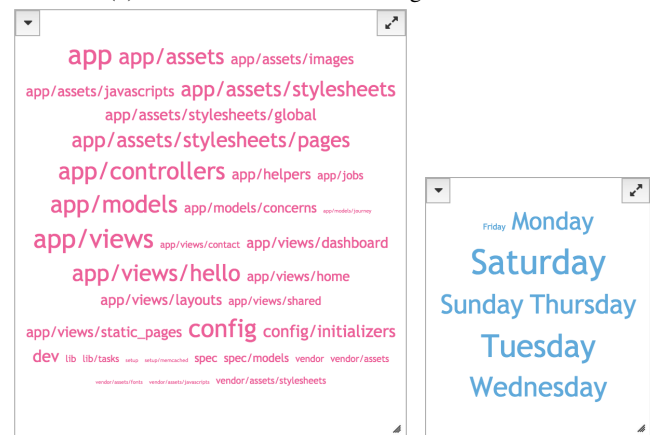 app app/assets app/assets/images
app/assets/javascripts app/assets/stylesheets
app/assets/stylesheets/global
app/assets/stylesheets/pages
app/controllers app/helpers app/jobs
app/models app/models/concerns app/models/journey
app/views app/views/contact app/views/dashboard
app/views/hello app/views/home
app/views/layouts app/views/shared
app/views/static_pages config config/initializers
dev lib lib/tasks setup setup/memcached spec spec/models vendor vendor/assets
vendor/assets/fonts vendor/assets/javascripts vendor/assets/stylesheets
Friday Monday
Saturday
Sunday Thursday
Tuesday
Wednesday